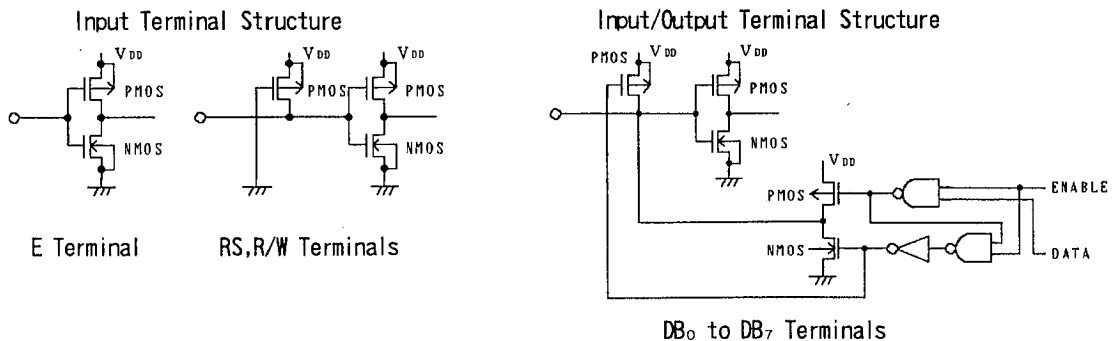 Input Terminal Structure
VDD
PMOS
NMOS
E Terminal
VDD
PMOS
VDD
PMOS
NMOS
RS,R/W Terminals
Input/Output Terminal Structure
VDD
PMOS
VDD
PMOS
NMOS
VDD
PMOS
NMOS
ENABLE
DATA
DB₀ to DB₇ Terminals